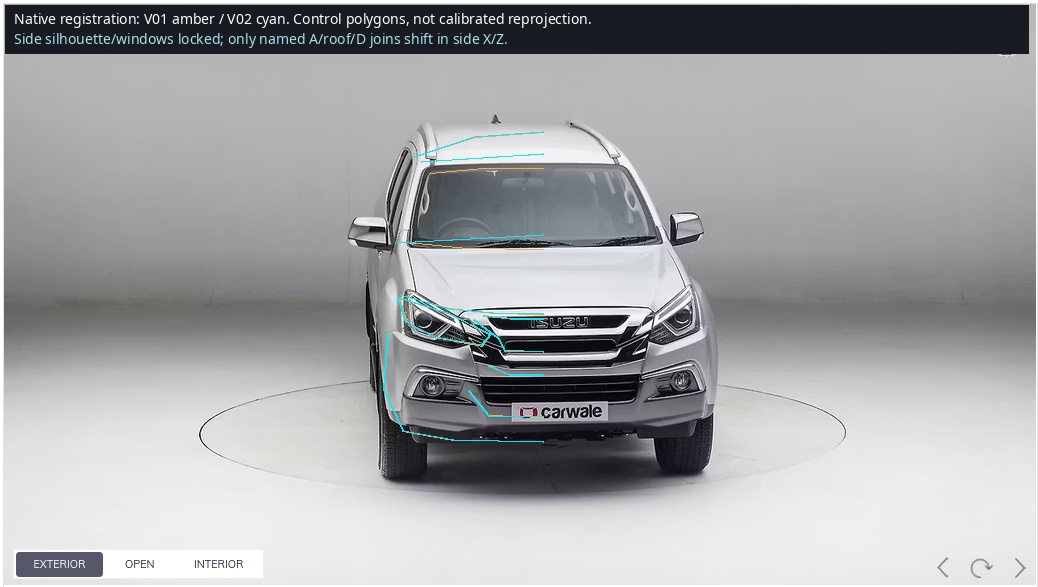 Native registration: V01 amber / V02 cyan. Control polygons, not calibrated reprojection.
Side silhouette/windows locked; only named A/roof/D joins shift in side X/Z.
ISUZU
carwale
EXTERIOR
OPEN
INTERIOR